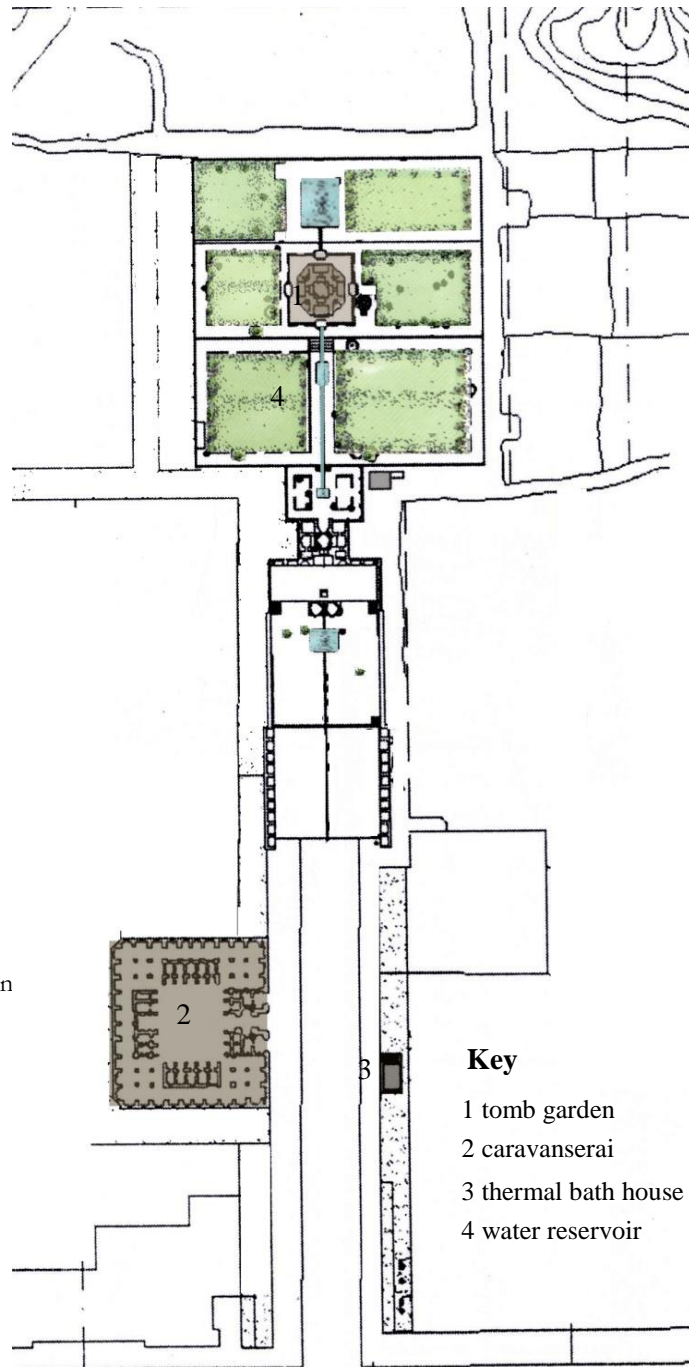 1
4
n
2
3
Key
1 tomb garden
2 caravanserai
3 thermal bath house
4 water reservoir